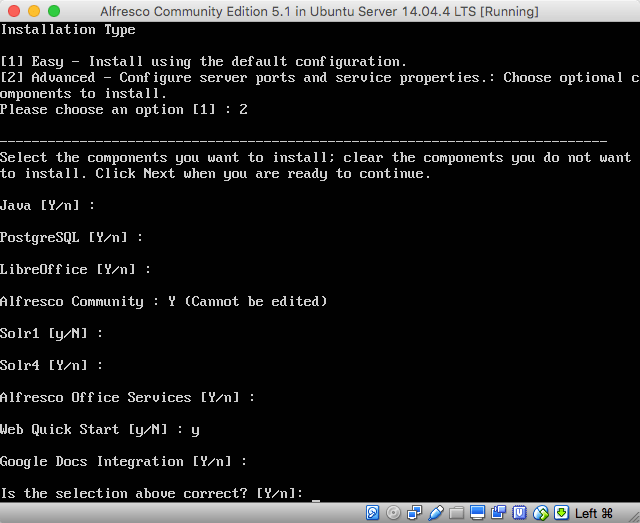 Alfresco Community Edition 5.1 in Ubuntu Server 14.04.4 LTS [Running]
Installation Type
[1] Easy - Install using the default configuration.
[2] Advanced - Configure server ports and service properties.: Choose optional c
omponents to install.
Please choose an option [1] : 2
----------------------------------------------------------------------------
Select the components you want to install; clear the components you do not want
to install. Click Next when you are ready to continue.
Java [Y/n] :
PostgreSQL [Y/n] :
LibreOffice [Y/n] :
Alfresco Community : Y (Cannot be edited)
Solr1 [y/N] :
Solr4 [Y/n] :
Alfresco Office Services [Y/n] :
Web Quick Start [y/N] : y
Google Docs Integration [Y/n] :
Is the selection above correct? [Y/n]: _
Left ⌘